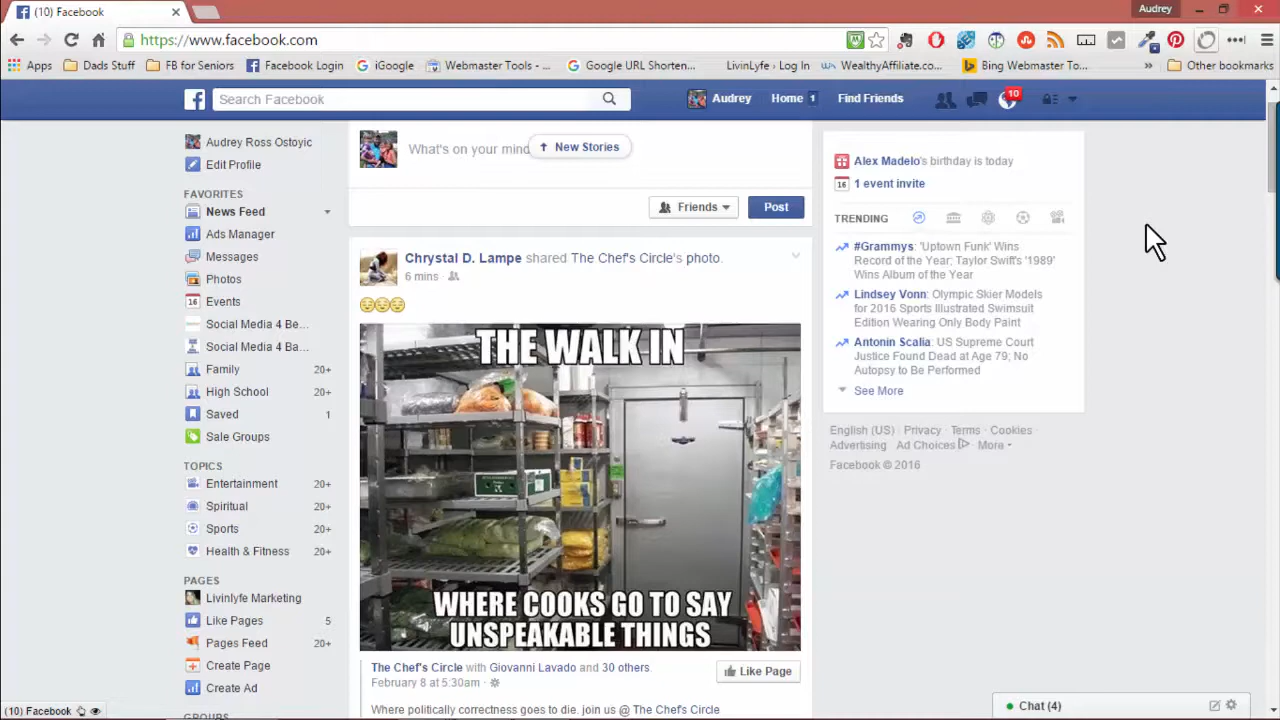 (10) Facebook
Audrey
https://www.facebook.com
Apps Dads Stuff FB for Seniors Facebook Login iGoogle Webmaster Tools - ... Google URL Shorten... LivinLyfe › Log In WealthyAffiliate.co... Bing Webmaster To... » Other bookmarks
Search Facebook
Audrey Home 1 Find Friends 10
Audrey Ross Ostoyic
Edit Profile
FAVORITES
News Feed
Ads Manager
Messages
Photos
16 Events
Social Media 4 Be...
Social Media 4 Ba...
Family 20+
High School 20+
Saved 1
Sale Groups
TOPICS
Entertainment 20+
Spiritual 20+
Sports 20+
Health & Fitness 20+
PAGES
Livinlyfe Marketing
Like Pages 5
Pages Feed 20+
Create Page
Create Ad
GROUPS
What's on your mind
New Stories
Friends Post
Chrystal D. Lampe shared The Chef's Circle's photo.
6 mins
THE WALK IN
WHERE COOKS GO TO SAY
UNSPEAKABLE THINGS
The Chef's Circle with Giovanni Lavado and 30 others.
February 8 at 5:30am
Like Page
Where politically correctness goes to die. join us @ The Chef's Circle
Alex Madelo's birthday is today
16 1 event invite
TRENDING
#Grammys: 'Uptown Funk' Wins
Record of the Year; Taylor Swift's '1989'
Wins Album of the Year
Lindsey Vonn: Olympic Skier Models
for 2016 Sports Illustrated Swimsuit
Edition Wearing Only Body Paint
Antonin Scalia: US Supreme Court
Justice Found Dead at Age 79; No
Autopsy to Be Performed
See More
English (US) · Privacy · Terms · Cookies ·
Advertising · Ad Choices · More
Facebook © 2016
Chat (4)
(10) Facebook